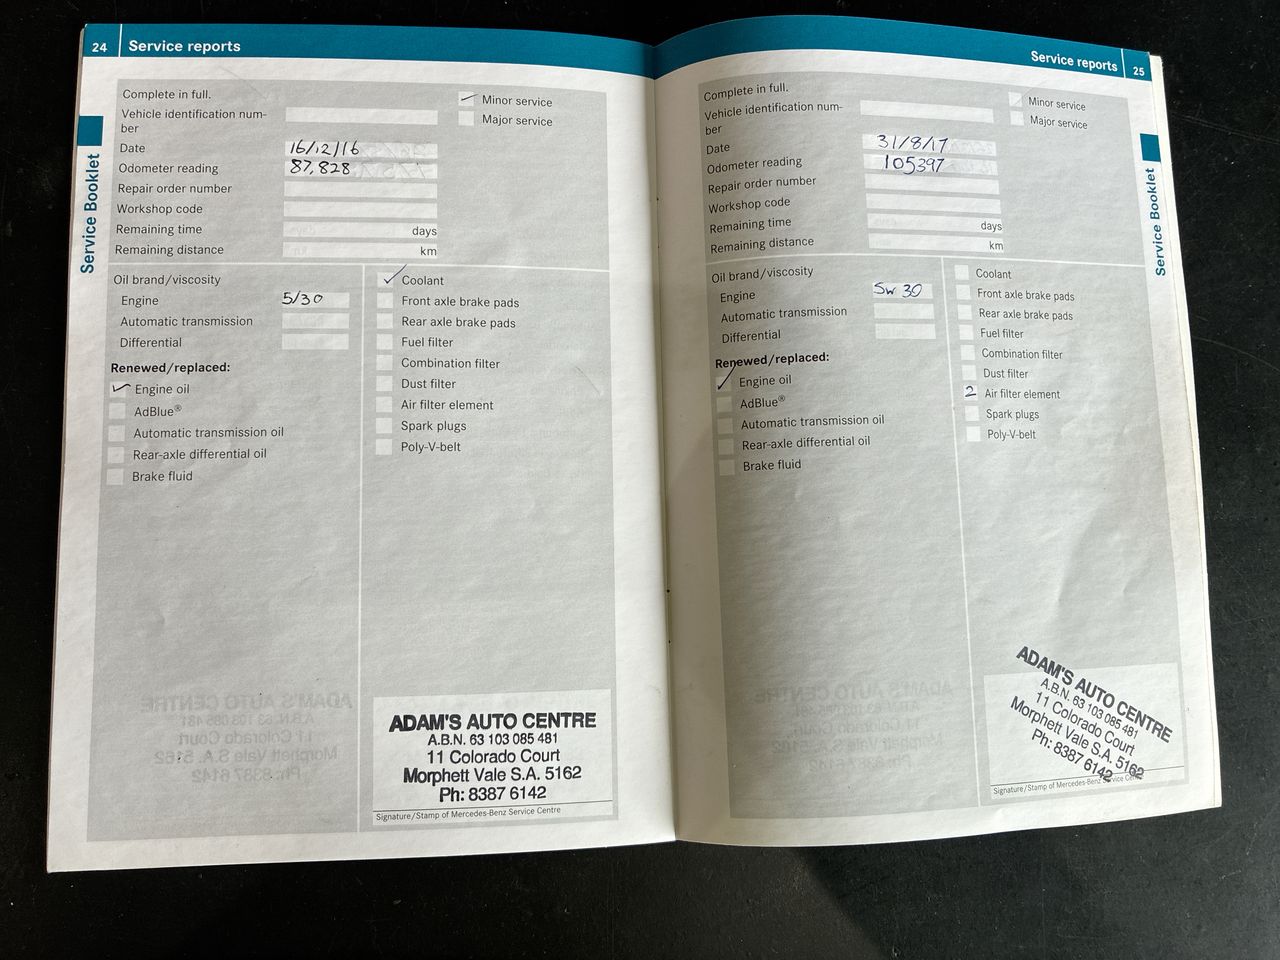 24 Service reports
Service Booklet
Complete in full.
Minor service
Vehicle identification num-
ber
Major service
Date 16/12/16
Odometer reading 87,828
Repair order number
Workshop code
Remaining time days
Remaining distance km
Oil brand/viscosity
Engine 5/30
Automatic transmission
Differential
Renewed/replaced:
Engine oil
AdBlue®
Automatic transmission oil
Rear-axle differential oil
Brake fluid
Coolant
Front axle brake pads
Rear axle brake pads
Fuel filter
Combination filter
Dust filter
Air filter element
Spark plugs
Poly-V-belt
ADAM'S AUTO CENTRE
A.B.N. 63 103 085 481
11 Colorado Court
Morphett Vale S.A. 5162
Ph: 8387 6142
Signature/Stamp of Mercedes-Benz Service Centre
Service reports 25
Service Booklet
Complete in full.
Minor service
Vehicle identification num-
ber
Major service
Date 31/8/17
Odometer reading 105397
Repair order number
Workshop code
Remaining time days
Remaining distance km
Oil brand/viscosity
Engine 5w 30
Automatic transmission
Differential
Renewed/replaced:
Engine oil
AdBlue®
Automatic transmission oil
Rear-axle differential oil
Brake fluid
Coolant
Front axle brake pads
Rear axle brake pads
Fuel filter
Combination filter
Dust filter
2 Air filter element
Spark plugs
Poly-V-belt
ADAM'S AUTO CENTRE
A.B.N. 63 103 085 481
11 Colorado Court
Morphett Vale S.A. 5162
Ph: 8387 6142
Signature/Stamp of Mercedes-Benz Service Centre